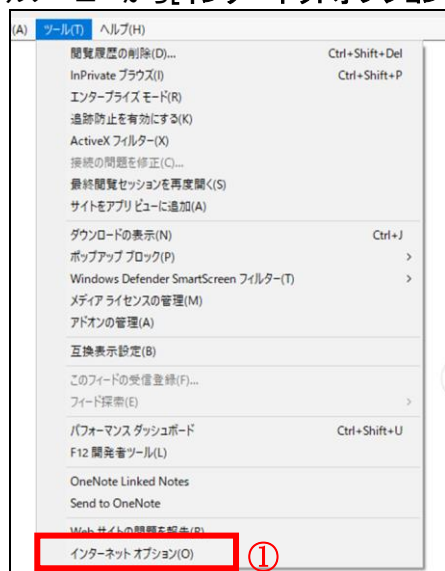 (A) ツール(T) ヘルプ(H)
閲覧履歴の削除(D)... Ctrl+Shift+Del
InPrivate ブラウズ(I) Ctrl+Shift+P
エンタープライズ モード(R)
追跡防止を有効にする(K)
ActiveX フィルター(X)
接続の問題を修正(C)...
最終閲覧セッションを再度開く(S)
サイトをアプリ ビューに追加(A)
ダウンロードの表示(N) Ctrl+J
ポップアップ ブロック(P) >
Windows Defender SmartScreen フィルター(T) >
メディア ライセンスの管理(M)
アドオンの管理(A)
互換表示設定(B)
このフィードの受信登録(F)...
フィード探索(E) >
パフォーマンス ダッシュボード Ctrl+Shift+U
F12 開発者ツール(L)
OneNote Linked Notes
Send to OneNote
Web サイトの問題を報告(R)
インターネット オプション(O) ①